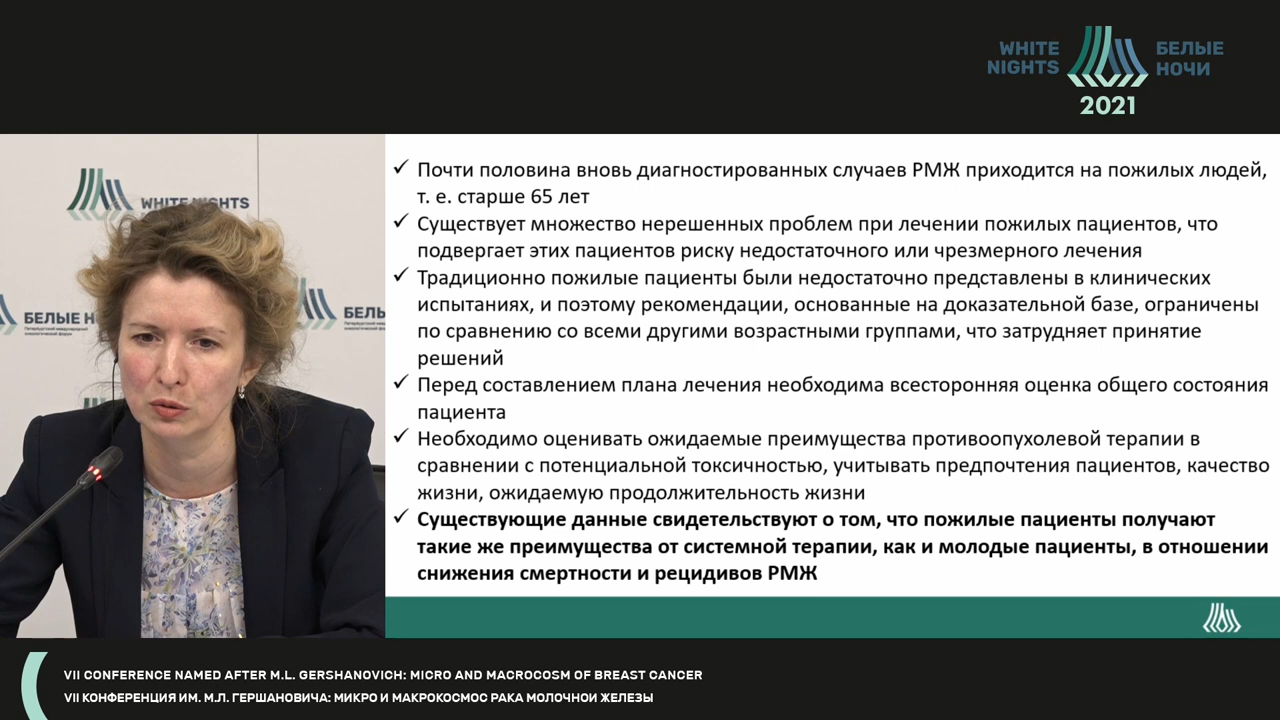 WHITE
NIGHTS
БЕЛЫЕ
НОЧИ
2021
WHITE NIGHTS
БЕЛЫЕ Н
Петербургский международный
онкологический форум
БЕЛЫ
✓ Почти половина вновь диагностированных случаев РМЖ приходится на пожилых людей,
т. е. старше 65 лет
✓ Существует множество нерешенных проблем при лечении пожилых пациентов, что
подвергает этих пациентов риску недостаточного или чрезмерного лечения
✓ Традиционно пожилые пациенты были недостаточно представлены в клинических
испытаниях, и поэтому рекомендации, основанные на доказательной базе, ограничены
по сравнению со всеми другими возрастными группами, что затрудняет принятие
решений
✓ Перед составлением плана лечения необходима всесторонняя оценка общего состояния
пациента
✓ Необходимо оценивать ожидаемые преимущества противоопухолевой терапии в
сравнении с потенциальной токсичностью, учитывать предпочтения пациентов, качество
жизни, ожидаемую продолжительность жизни
✓ Существующие данные свидетельствуют о том, что пожилые пациенты получают
такие же преимущества от системной терапии, как и молодые пациенты, в отношении
снижения смертности и рецидивов РМЖ
VII CONFERENCE NAMED AFTER M.L. GERSHANOVICH: MICRO AND MACROCOSM OF BREAST CANCER
VII КОНФЕРЕНЦИЯ ИМ. М.Л. ГЕРШАНОВИЧА: МИКРО И МАКРОКОСМОС РАКА МОЛОЧНОЙ ЖЕЛЕЗЫ